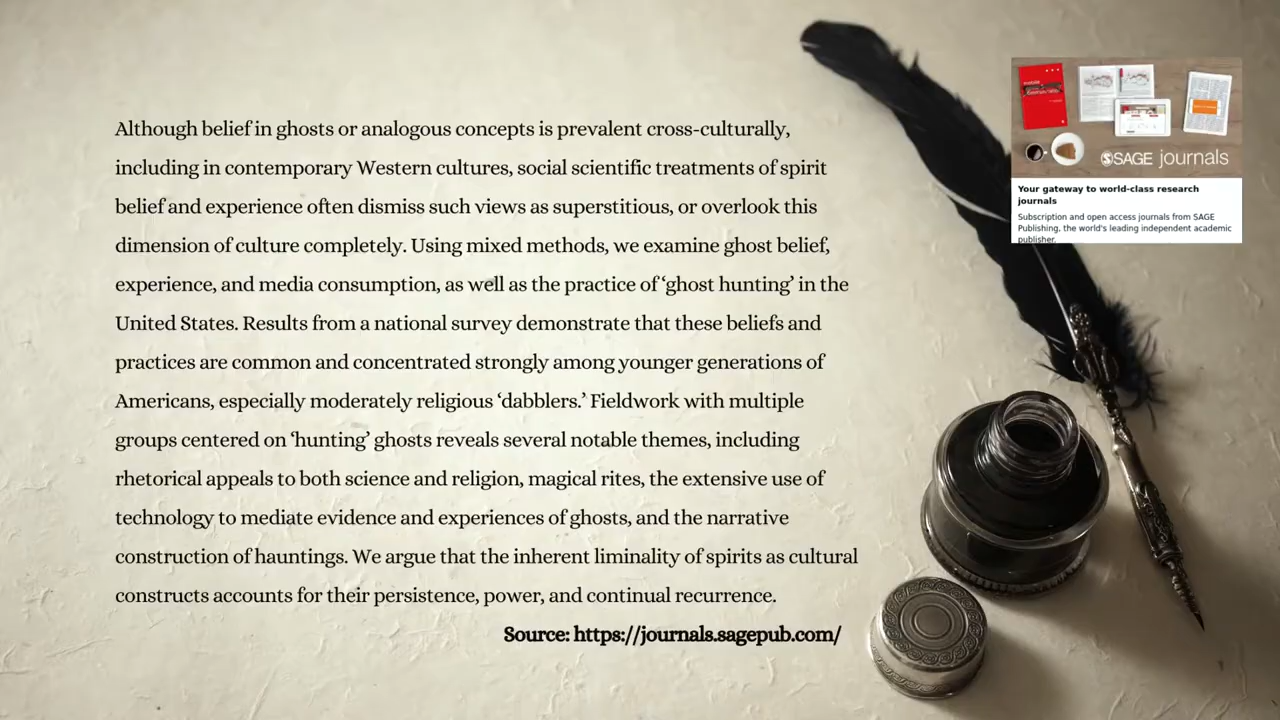 Although belief in ghosts or analogous concepts is prevalent cross-culturally,
including in contemporary Western cultures, social scientific treatments of spirit
belief and experience often dismiss such views as superstitious, or overlook this
dimension of culture completely. Using mixed methods, we examine ghost belief,
experience, and media consumption, as well as the practice of ‘ghost hunting’ in the
United States. Results from a national survey demonstrate that these beliefs and
practices are common and concentrated strongly among younger generations of
Americans, especially moderately religious ‘dabblers.’ Fieldwork with multiple
groups centered on ‘hunting’ ghosts reveals several notable themes, including
rhetorical appeals to both science and religion, magical rites, the extensive use of
technology to mediate evidence and experiences of ghosts, and the narrative
construction of hauntings. We argue that the inherent liminality of spirits as cultural
constructs accounts for their persistence, power, and continual recurrence.
Source: https://journals.sagepub.com/
SAGE journals
Your gateway to world-class research
journals
Subscription and open access journals from SAGE
Publishing, the world's leading independent academic
publisher.